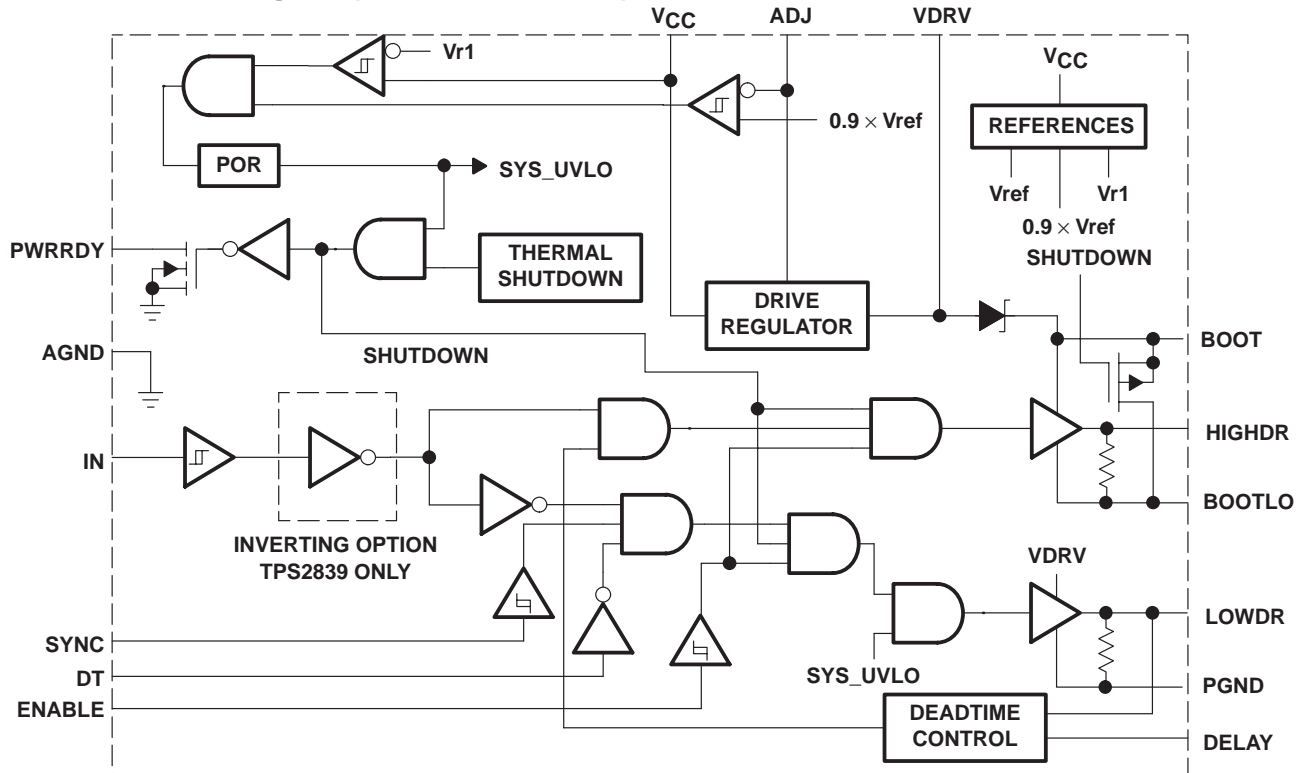 VCC
ADJ
VDRV
Vr1
VCC
0.9 × Vref
REFERENCES
POR
SYS_UVLO
Vref
Vr1
0.9 × Vref
PWRRDY
THERMAL
SHUTDOWN
SHUTDOWN
DRIVE
REGULATOR
AGND
SHUTDOWN
BOOT
IN
HIGHDR
BOOTLO
INVERTING OPTION
TPS2839 ONLY
VDRV
LOWDR
SYNC
DT
SYS_UVLO
PGND
ENABLE
DEADTIME
CONTROL
DELAY